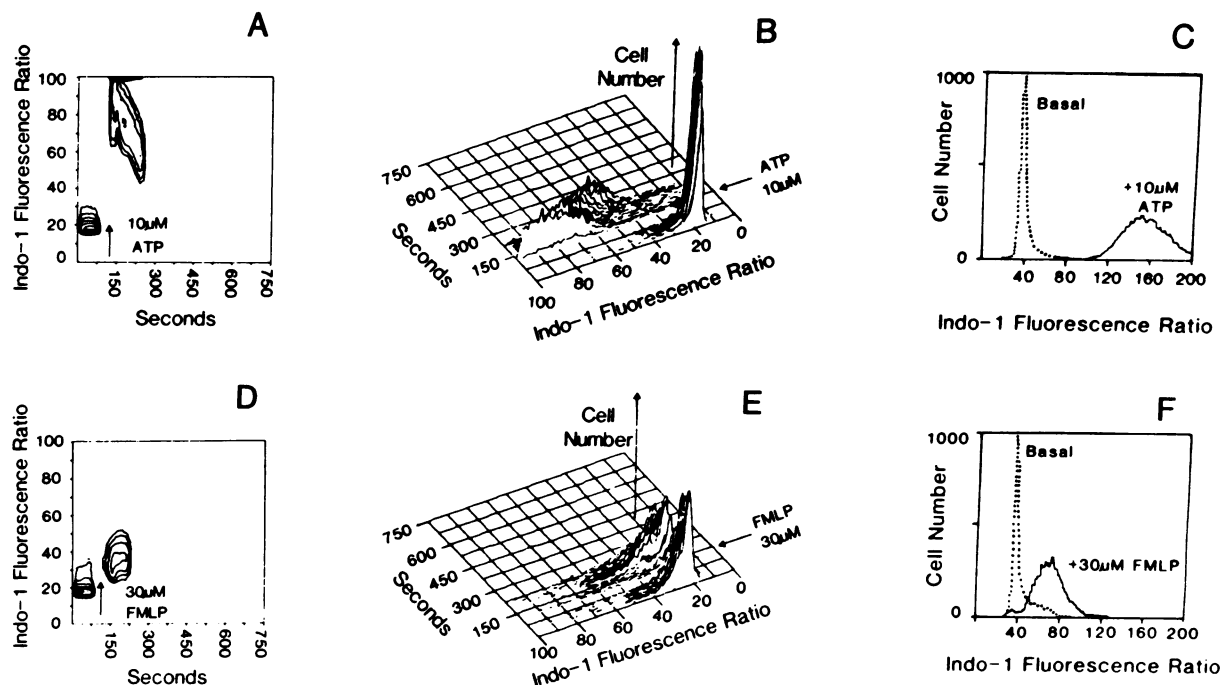 A
Indo-1 Fluorescence Ratio
100
80
60
40
20
0
10µM
ATP
150
300
450
600
750
Seconds
B
Cell
Number
750
600
450
300
150
Seconds
ATP
10µM
100
80
60
40
20
0
Indo-1 Fluorescence Ratio
C
1000
Cell Number
0
Basal
+10µM
ATP
40
80
120
160
200
Indo-1 Fluorescence Ratio
D
Indo-1 Fluorescence Ratio
100
80
60
40
20
0
30µM
FMLP
150
300
450
600
750
Seconds
E
Cell
Number
750
600
450
300
150
Seconds
FMLP
30µM
100
80
60
40
20
0
Indo-1 Fluorescence Ratio
F
1000
Cell Number
0
Basal
+30µM FMLP
40
80
120
160
200
Indo-1 Fluorescence Ratio